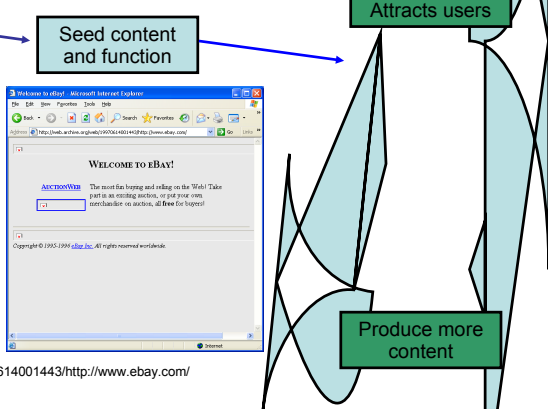 Attracts users
Seed content
and function
Welcome to eBay! - Microsoft Internet Explorer
File Edit View Favorites Tools Help
Back Search Favorites
Address http://web.archive.org/web/19970614001443/http://www.ebay.com/ Go Links
WELCOME TO EBAY!
AUCTIONWEB The most fun buying and selling on the Web! Take
part in an exciting auction, or put your own
merchandise on auction, all free for buyers!
Copyright © 1995-1996 eBay Inc. All rights reserved worldwide.
Internet
Produce more
content
614001443/http://www.ebay.com/